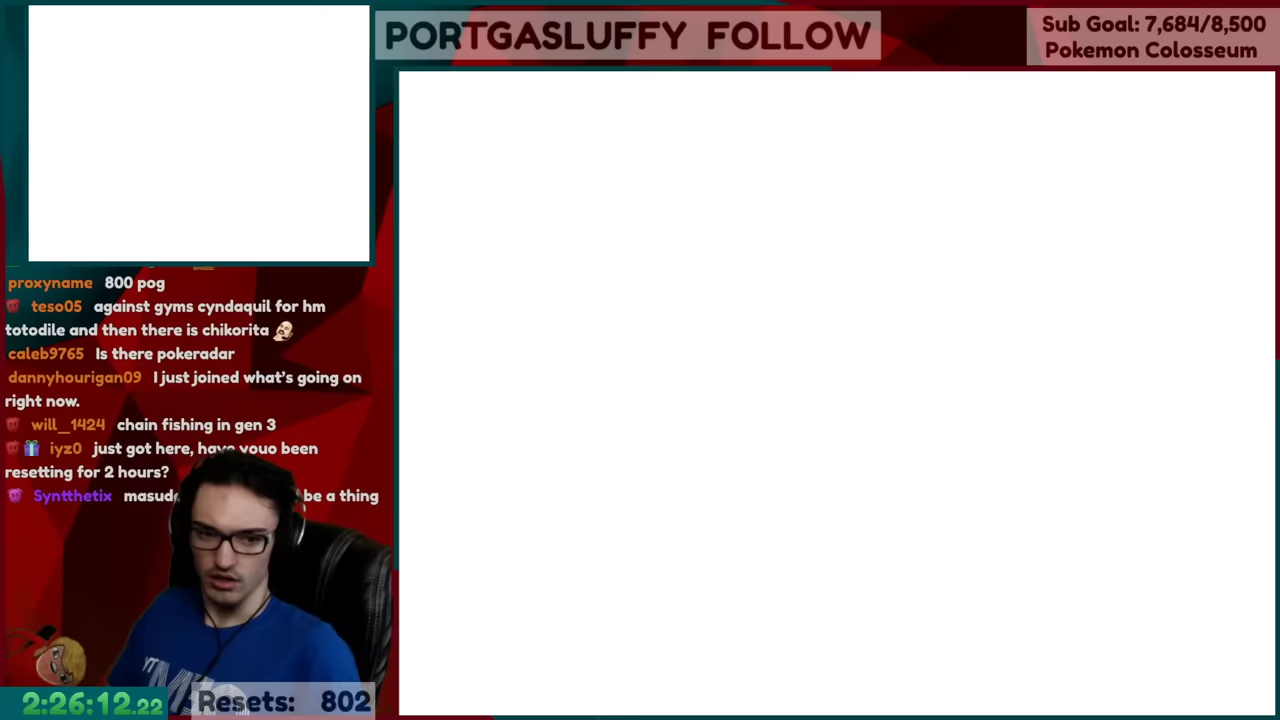 PORTGASLUFFY FOLLOW
Sub Goal: 7,684/8,500
Pokemon Colosseum
proxyname 800 pog
teso05 against gyms cyndaquil for hm
totodile and then there is chikorita
caleb9765 Is there pokeradar
dannyhourigan09 I just joined what's going on
right now.
will_1424 chain fishing in gen 3
iyz0 just got here, have youo been
resetting for 2 hours?
Syntthetix be a thing
YT
2:26:12.22
Resets: 802